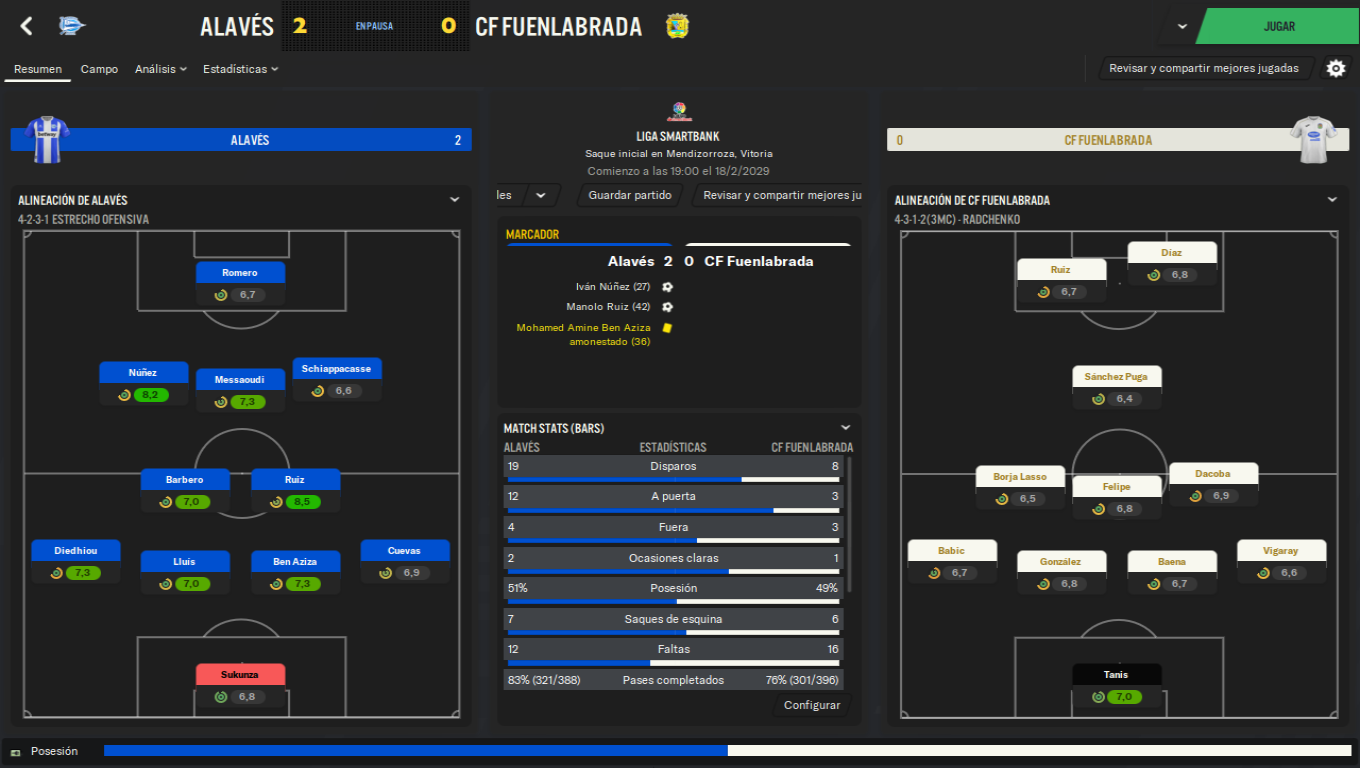 ALAVÉS 2 EN PAUSA 0 CF FUENLABRADA
JUGAR
Resumen Campo Análisis Estadísticas
Revisar y compartir mejores jugadas
ALAVÉS 2
LIGA SMARTBANK
Saque inicial en Mendizorroza, Vitoria
Comienzo a las 19:00 el 18/2/2029
les Guardar partido Revisar y compartir mejores ju
0 CF FUENLABRADA
ALINEACIÓN DE ALAVÉS
4-2-3-1 ESTRECHO OFENSIVA
Romero
6,7
Núñez
8,2
Messaoudi
7,3
Schiappacasse
6,6
Barbero
7,0
Ruiz
8,5
Diedhiou
7,3
Lluis
7,0
Ben Aziza
7,3
Cuevas
6,9
Sukunza
6,8
MARCADOR
Alavés 2 0 CF Fuenlabrada
Iván Núñez (27)
Manolo Ruiz (42)
Mohamed Amine Ben Aziza
amonestado (36)
MATCH STATS (BARS)
ALAVÉS ESTADÍSTICAS CF FUENLABRADA
19 Disparos 8
12 A puerta 3
4 Fuera 3
2 Ocasiones claras 1
51% Posesión 49%
7 Saques de esquina 6
12 Faltas 16
83% (321/388) Pases completados 76% (301/396)
Configurar
ALINEACIÓN DE CF FUENLABRADA
4-3-1-2 (3MC) - RADCHENKO
Ruiz
6,7
Díaz
6,8
Sánchez Puga
6,4
Borja Lasso
6,5
Felipe
6,8
Dacoba
6,9
Babic
6,7
González
6,8
Baena
6,7
Vigaray
6,6
Tanis
7,0
Posesión